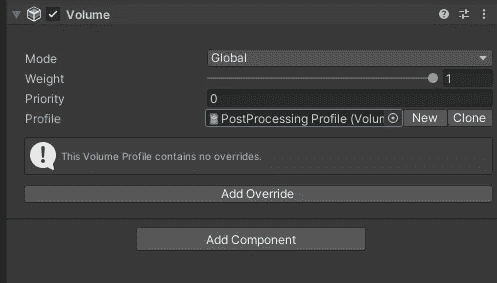 Volume
Mode Global
Weight 1
Priority 0
Profile PostProcessing Profile (Volun New Clone
This Volume Profile contains no overrides.
Add Override
Add Component